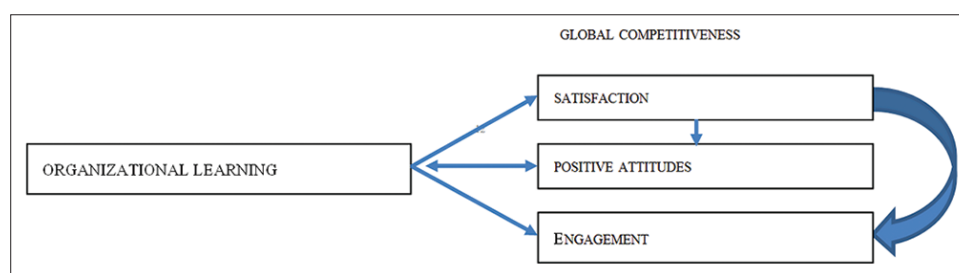 GLOBAL COMPETITIVENESS
SATISFACTION
ORGANIZATIONAL LEARNING
POSITIVE ATTITUDES
ENGAGEMENT